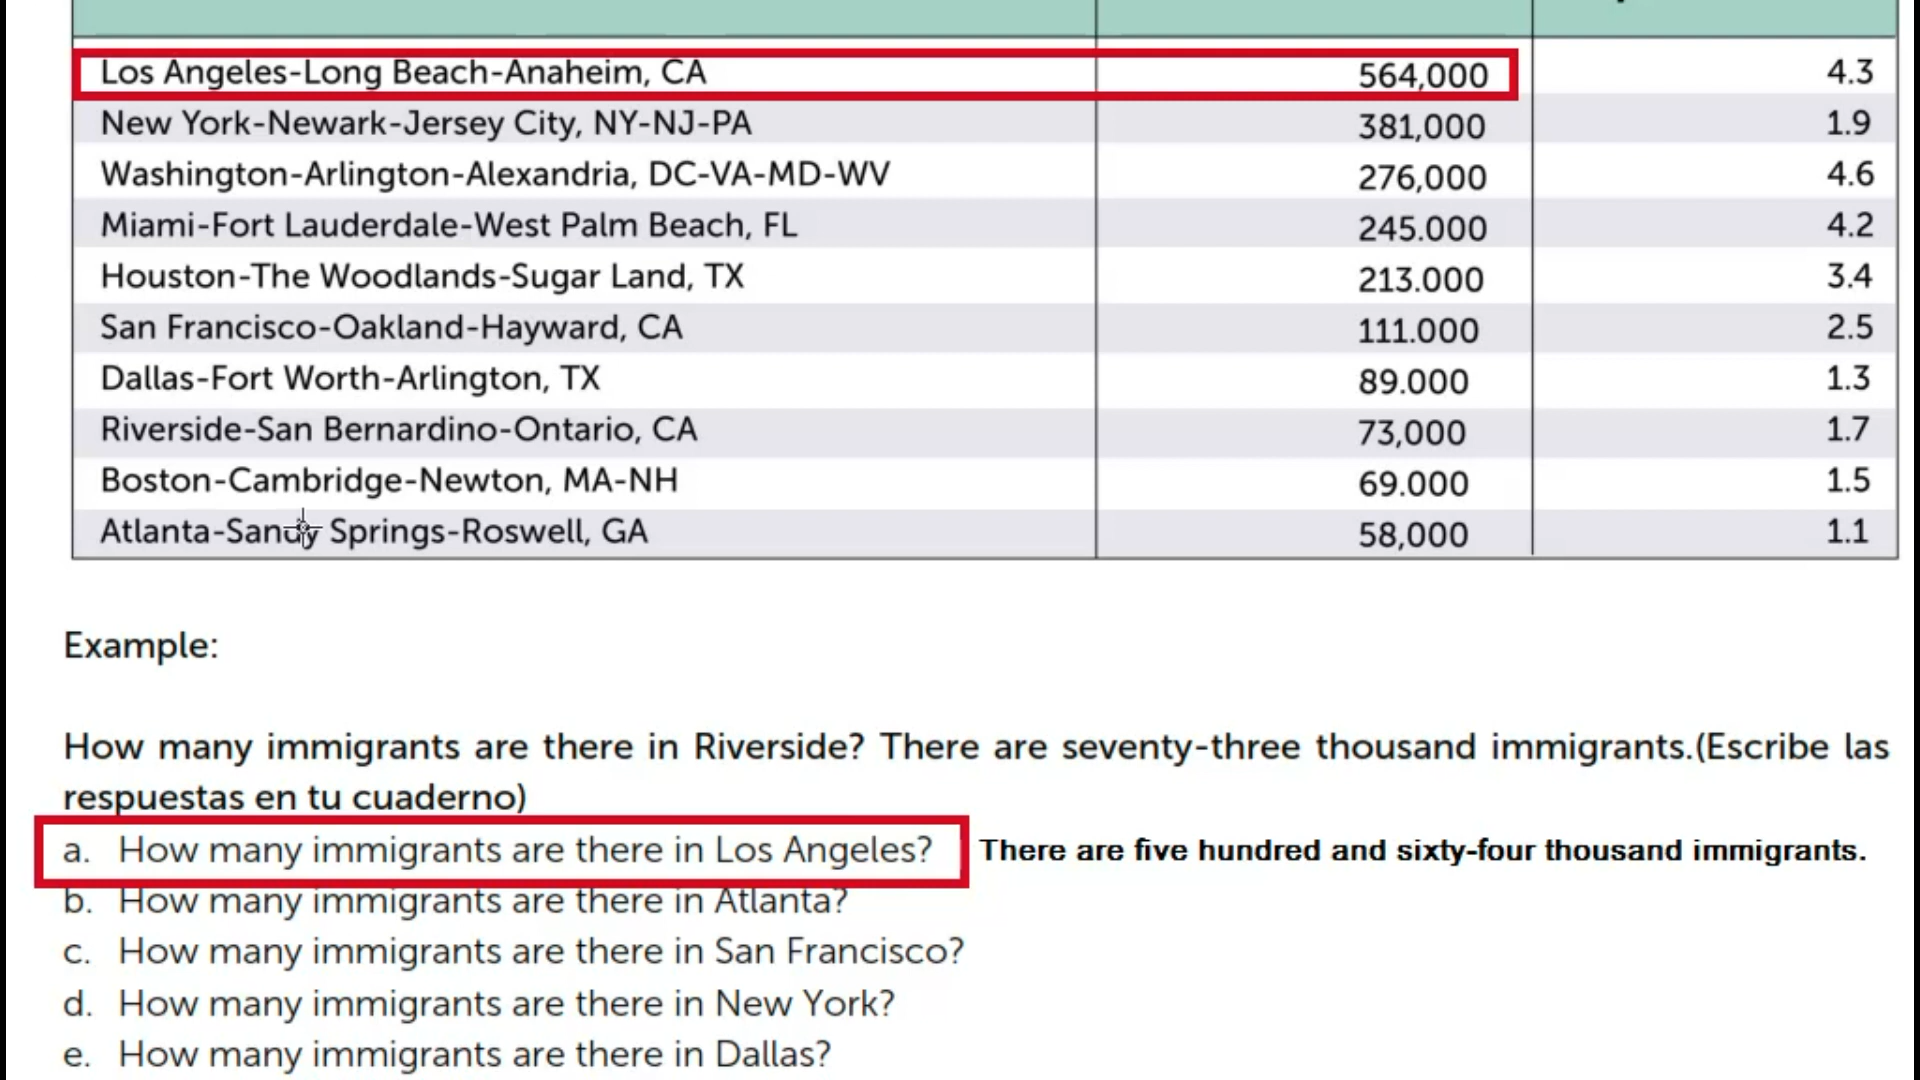 Los Angeles-Long Beach-Anaheim, CA 564,000 4.3
New York-Newark-Jersey City, NY-NJ-PA 381,000 1.9
Washington-Arlington-Alexandria, DC-VA-MD-WV 276,000 4.6
Miami-Fort Lauderdale-West Palm Beach, FL 245.000 4.2
Houston-The Woodlands-Sugar Land, TX 213.000 3.4
San Francisco-Oakland-Hayward, CA 111.000 2.5
Dallas-Fort Worth-Arlington, TX 89.000 1.3
Riverside-San Bernardino-Ontario, CA 73,000 1.7
Boston-Cambridge-Newton, MA-NH 69.000 1.5
Atlanta-Sandy Springs-Roswell, GA 58,000 1.1
Example:
How many immigrants are there in Riverside? There are seventy-three thousand immigrants.(Escribe las
respuestas en tu cuaderno)
a. How many immigrants are there in Los Angeles? There are five hundred and sixty-four thousand immigrants.
b. How many immigrants are there in Atlanta?
c. How many immigrants are there in San Francisco?
d. How many immigrants are there in New York?
e. How many immigrants are there in Dallas?